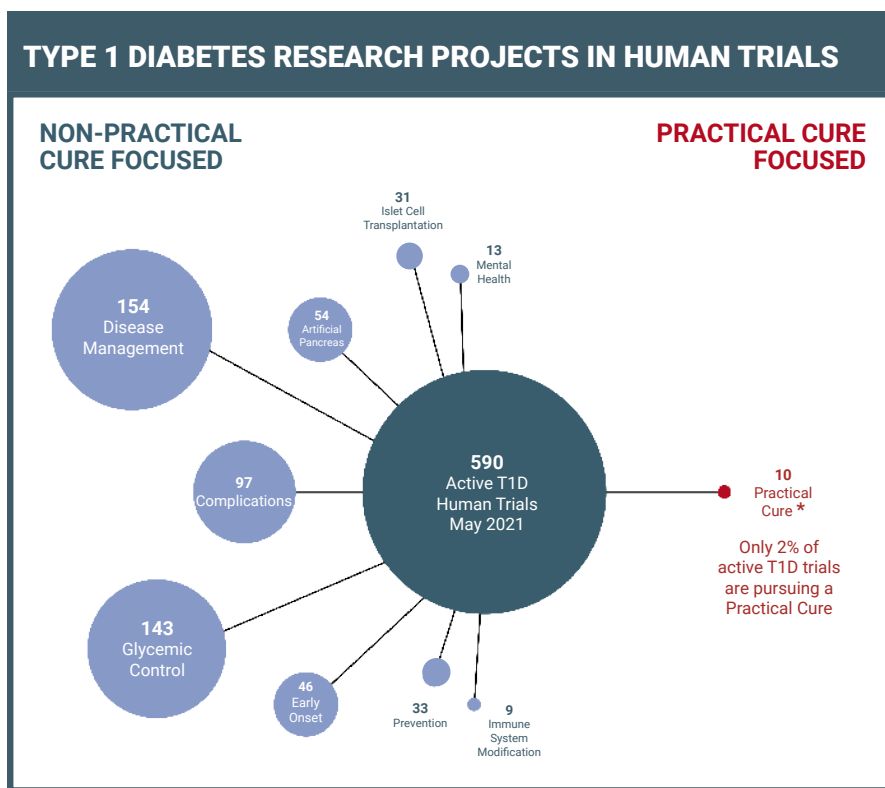 TYPE 1 DIABETES RESEARCH PROJECTS IN HUMAN TRIALS
NON-PRACTICAL
CURE FOCUSED
PRACTICAL CURE
FOCUSED
31
Islet Cell
Transplantation
13
Mental
Health
154
Disease
Management
54
Artificial
Pancreas
590
Active T1D
Human Trials
May 2021
97
Complications
10
Practical
Cure *
Only 2% of
active T1D trials
are pursuing a
Practical Cure
143
Glycemic
Control
46
Early
Onset
33
Prevention
9
Immune
System
Modification